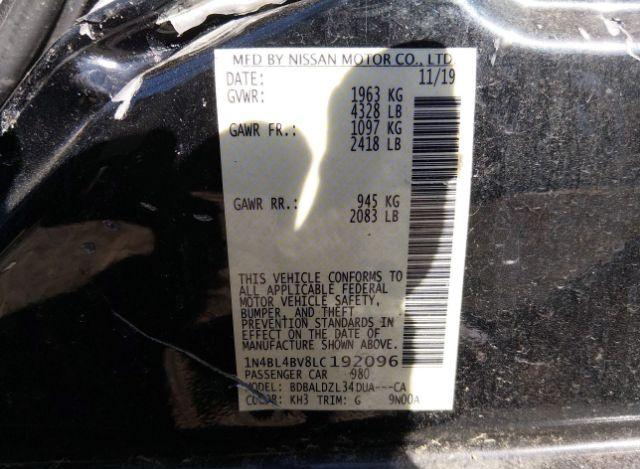 MFD BY NISSAN MOTOR CO., LTD
DATE: 11/19
GVWR: 1963 KG
4328 LB
GAWR FR.: 1097 KG
2418 LB
GAWR RR.: 945 KG
2083 LB
THIS VEHICLE CONFORMS TO
ALL APPLICABLE FEDERAL
MOTOR VEHICLE SAFETY,
BUMPER, AND THEFT
PREVENTION STANDARDS
IN EFFECT ON THE DATE OF
MANUFACTURE SHOWN ABOVE.
1N4BL4BV8LC192096
PASSENGER CAR 980
MODEL: BDBALDZL34DUA---CA
COLOR: KH3 TRIM: G 9N00A